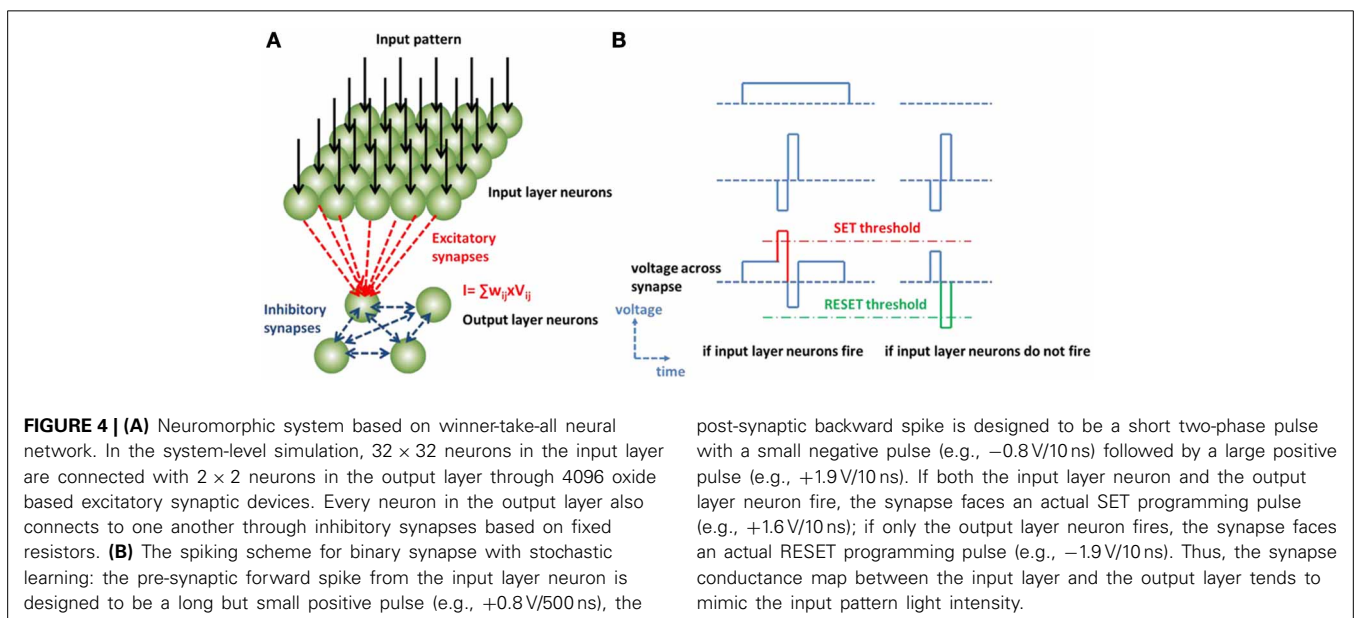 A
Input pattern
Input layer neurons
Excitatory
synapses
I= ∑wijxVij
Output layer neurons
Inhibitory
synapses
B
SET threshold
voltage across
synapse
RESET threshold
voltage
time
if input layer neurons fire
if input layer neurons do not fire
FIGURE 4 | (A) Neuromorphic system based on winner-take-all neural
network. In the system-level simulation, 32 × 32 neurons in the input layer
are connected with 2 × 2 neurons in the output layer through 4096 oxide
based excitatory synaptic devices. Every neuron in the output layer also
connects to one another through inhibitory synapses based on fixed
resistors. (B) The spiking scheme for binary synapse with stochastic
learning: the pre-synaptic forward spike from the input layer neuron is
designed to be a long but small positive pulse (e.g., +0.8 V/500 ns), the
post-synaptic backward spike is designed to be a short two-phase pulse
with a small negative pulse (e.g., −0.8 V/10 ns) followed by a large positive
pulse (e.g., +1.9 V/10 ns). If both the input layer neuron and the output
layer neuron fire, the synapse faces an actual SET programming pulse
(e.g., +1.6 V/10 ns); if only the output layer neuron fires, the synapse faces
an actual RESET programming pulse (e.g., −1.9 V/10 ns). Thus, the synapse
conductance map between the input layer and the output layer tends to
mimic the input pattern light intensity.